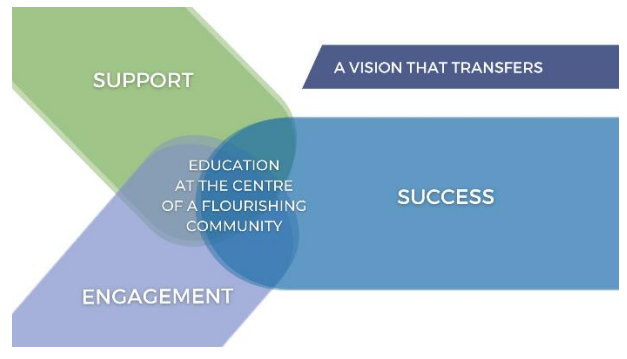 A VISION THAT TRANSFERS
SUPPORT
EDUCATION
AT THE CENTRE
OF A FLOURISHING
COMMUNITY
SUCCESS
ENGAGEMENT